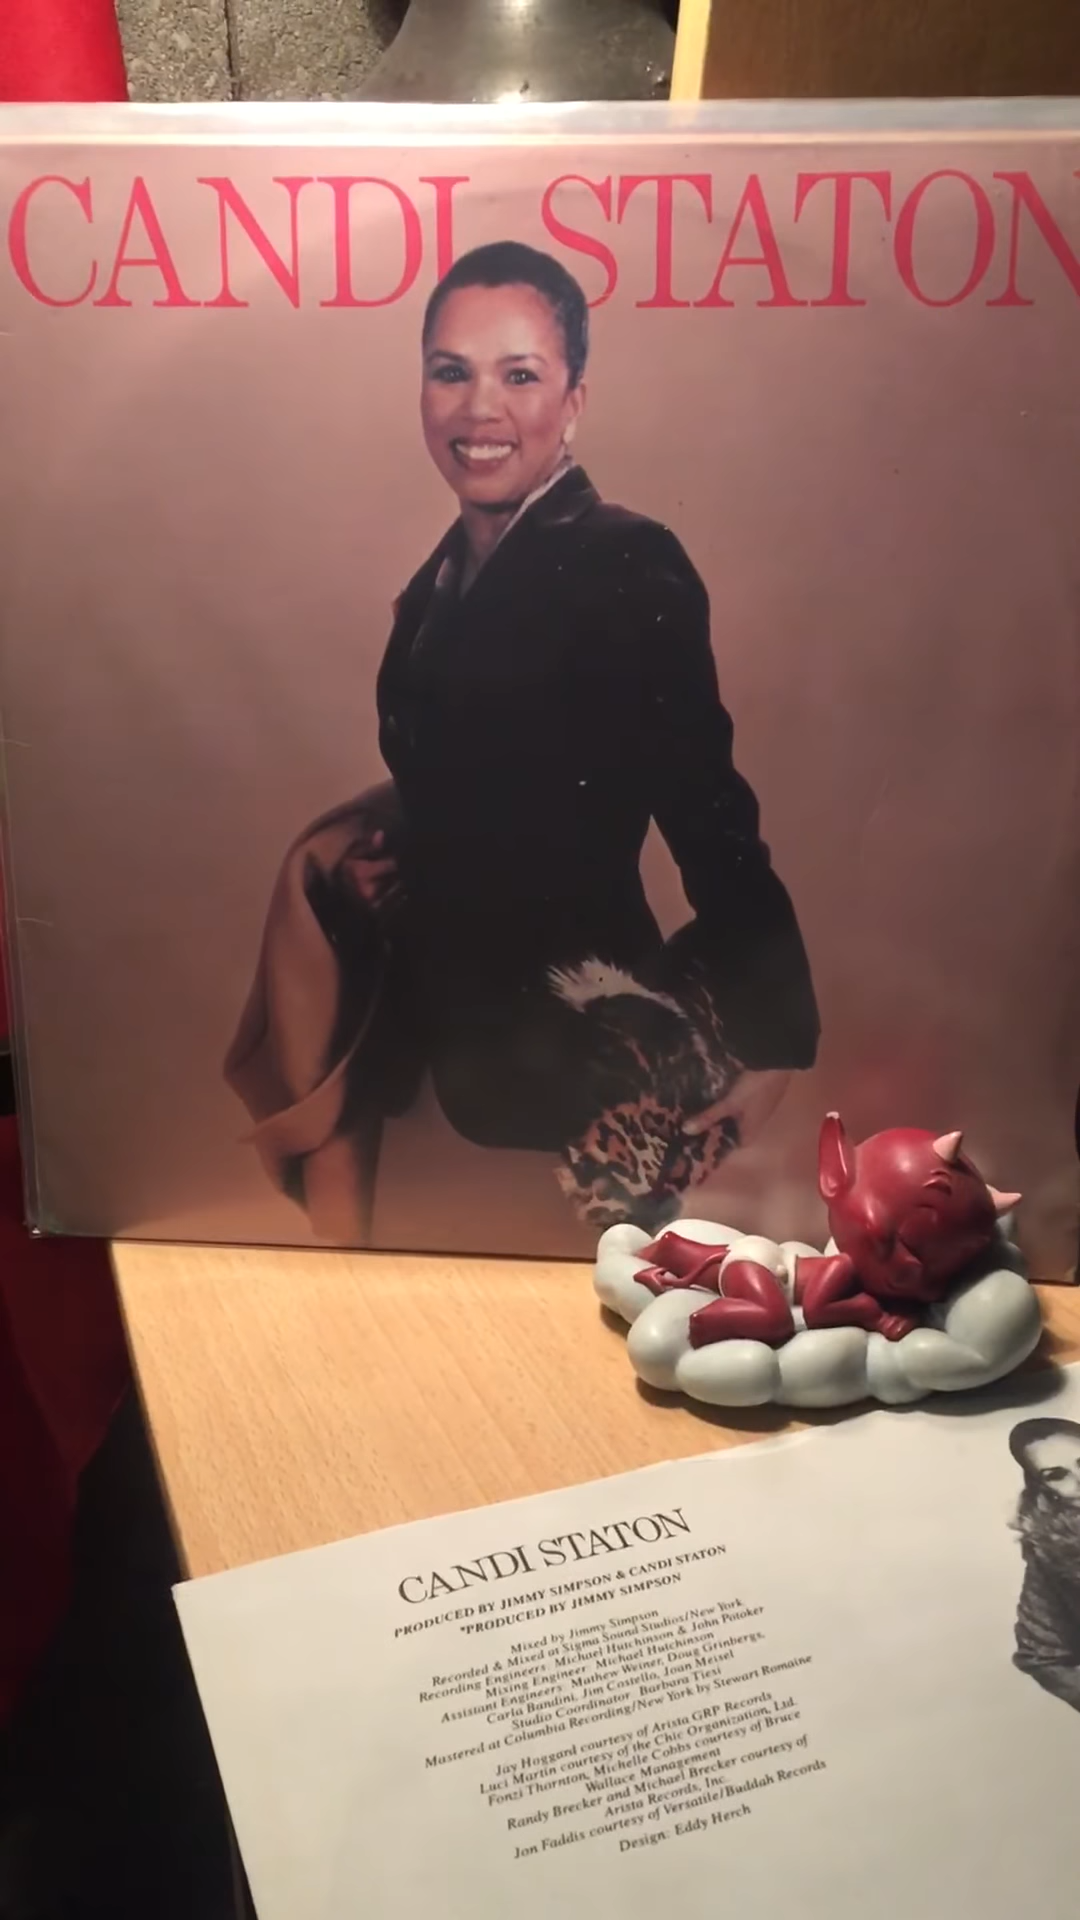 CANDI STATON
CANDI STATON
PRODUCED BY JIMMY SIMPSON & CANDI STATON
*PRODUCED BY JIMMY SIMPSON
Mixed by Jimmy Simpson
Recorded & Mixed at Sigma Sound Studios/New York
Recording Engineers: Michael Hutchinson & John Potoker
Mixing Engineer: Michael Hutchinson
Assistant Engineers: Mathew Weiner, Doug Grinbergs,
Carla Bandini, Jim Costello, Joan Meisel
Studio Coordinator: Barbara Tiesi
Mastered at Columbia Recording/New York by Stewart Romaine
Jay Hoggard courtesy of Arista GRP Records
Luci Martin courtesy of the Chic Organization, Ltd.
Fonzi Thornton, Michelle Cobbs courtesy of Bruce
Wallace Management
Randy Brecker and Michael Brecker courtesy of
Arista Records, Inc.
Jon Faddis courtesy of Versatile/Buddah Records
Design: Eddy Herch